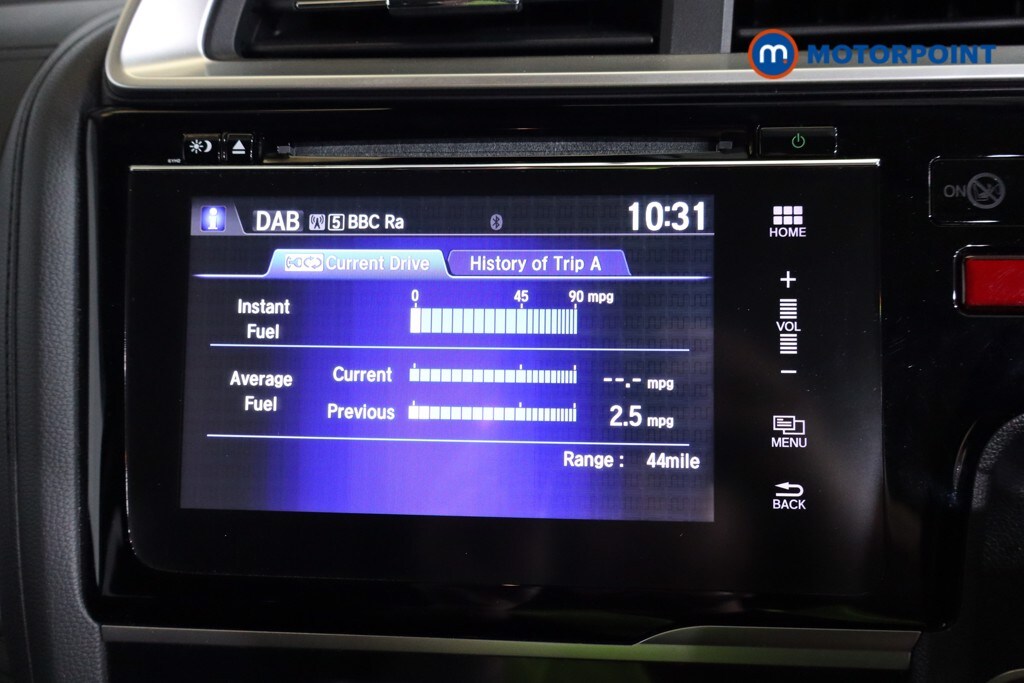 m. MOTORPOINT
ON
DAB 5 BBC Ra 10:31
HOME
Current Drive History of Trip A
0 45 90 mpg
Instant
Fuel
VOL
Average
Fuel
Current --.- mpg
Previous 2.5 mpg
MENU
Range : 44mile
BACK